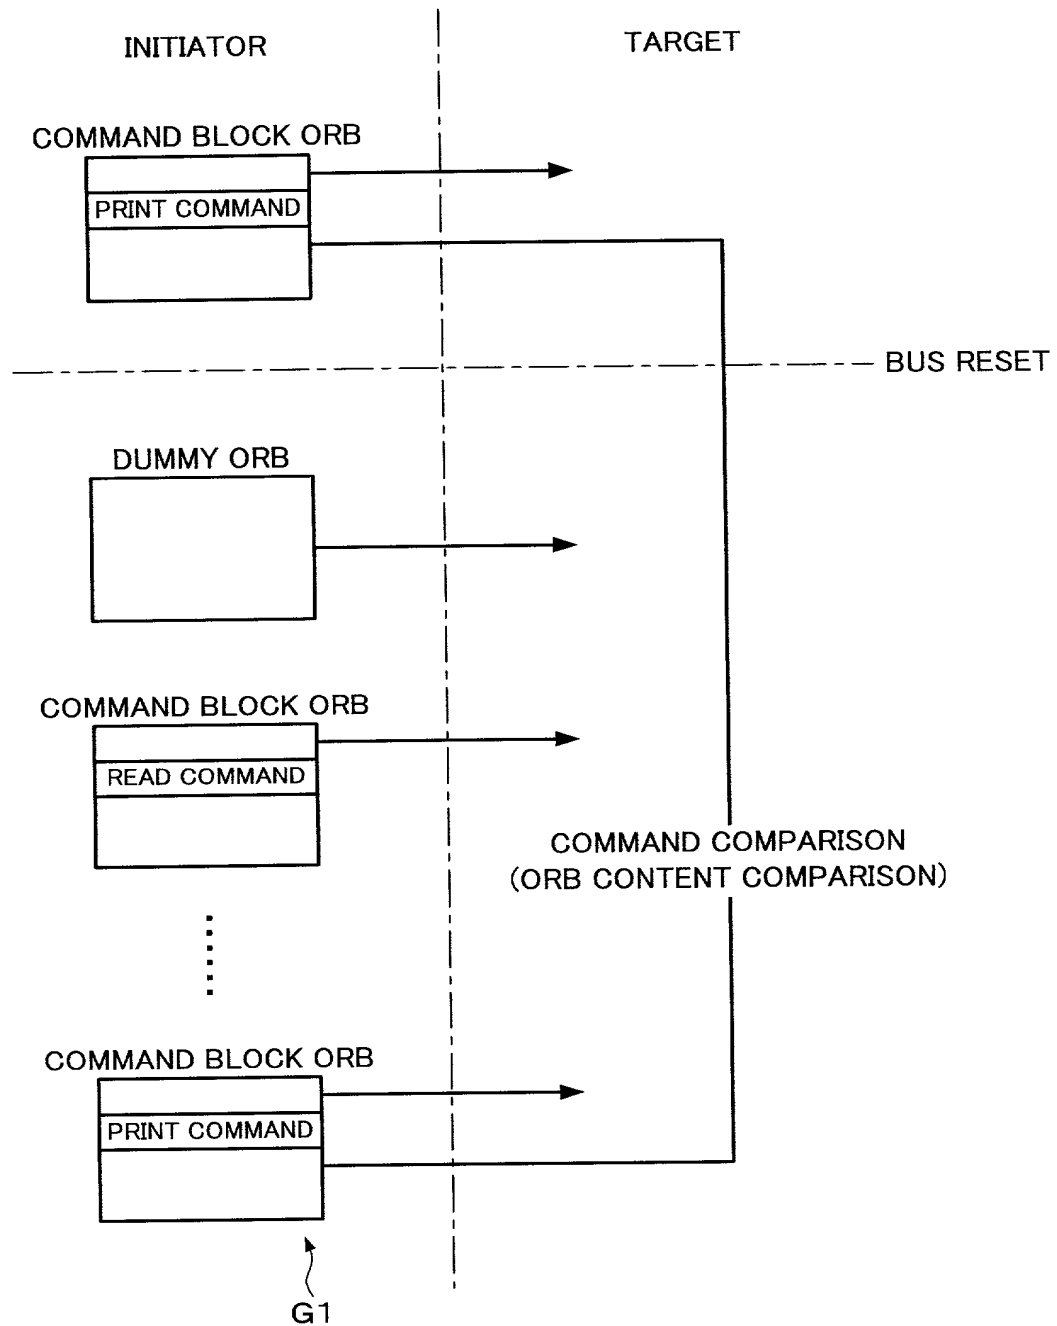 INITIATOR
TARGET
COMMAND BLOCK ORB
PRINT COMMAND
BUS RESET
DUMMY ORB
COMMAND BLOCK ORB
READ COMMAND
COMMAND COMPARISON
(ORB CONTENT COMPARISON)
COMMAND BLOCK ORB
PRINT COMMAND
G1